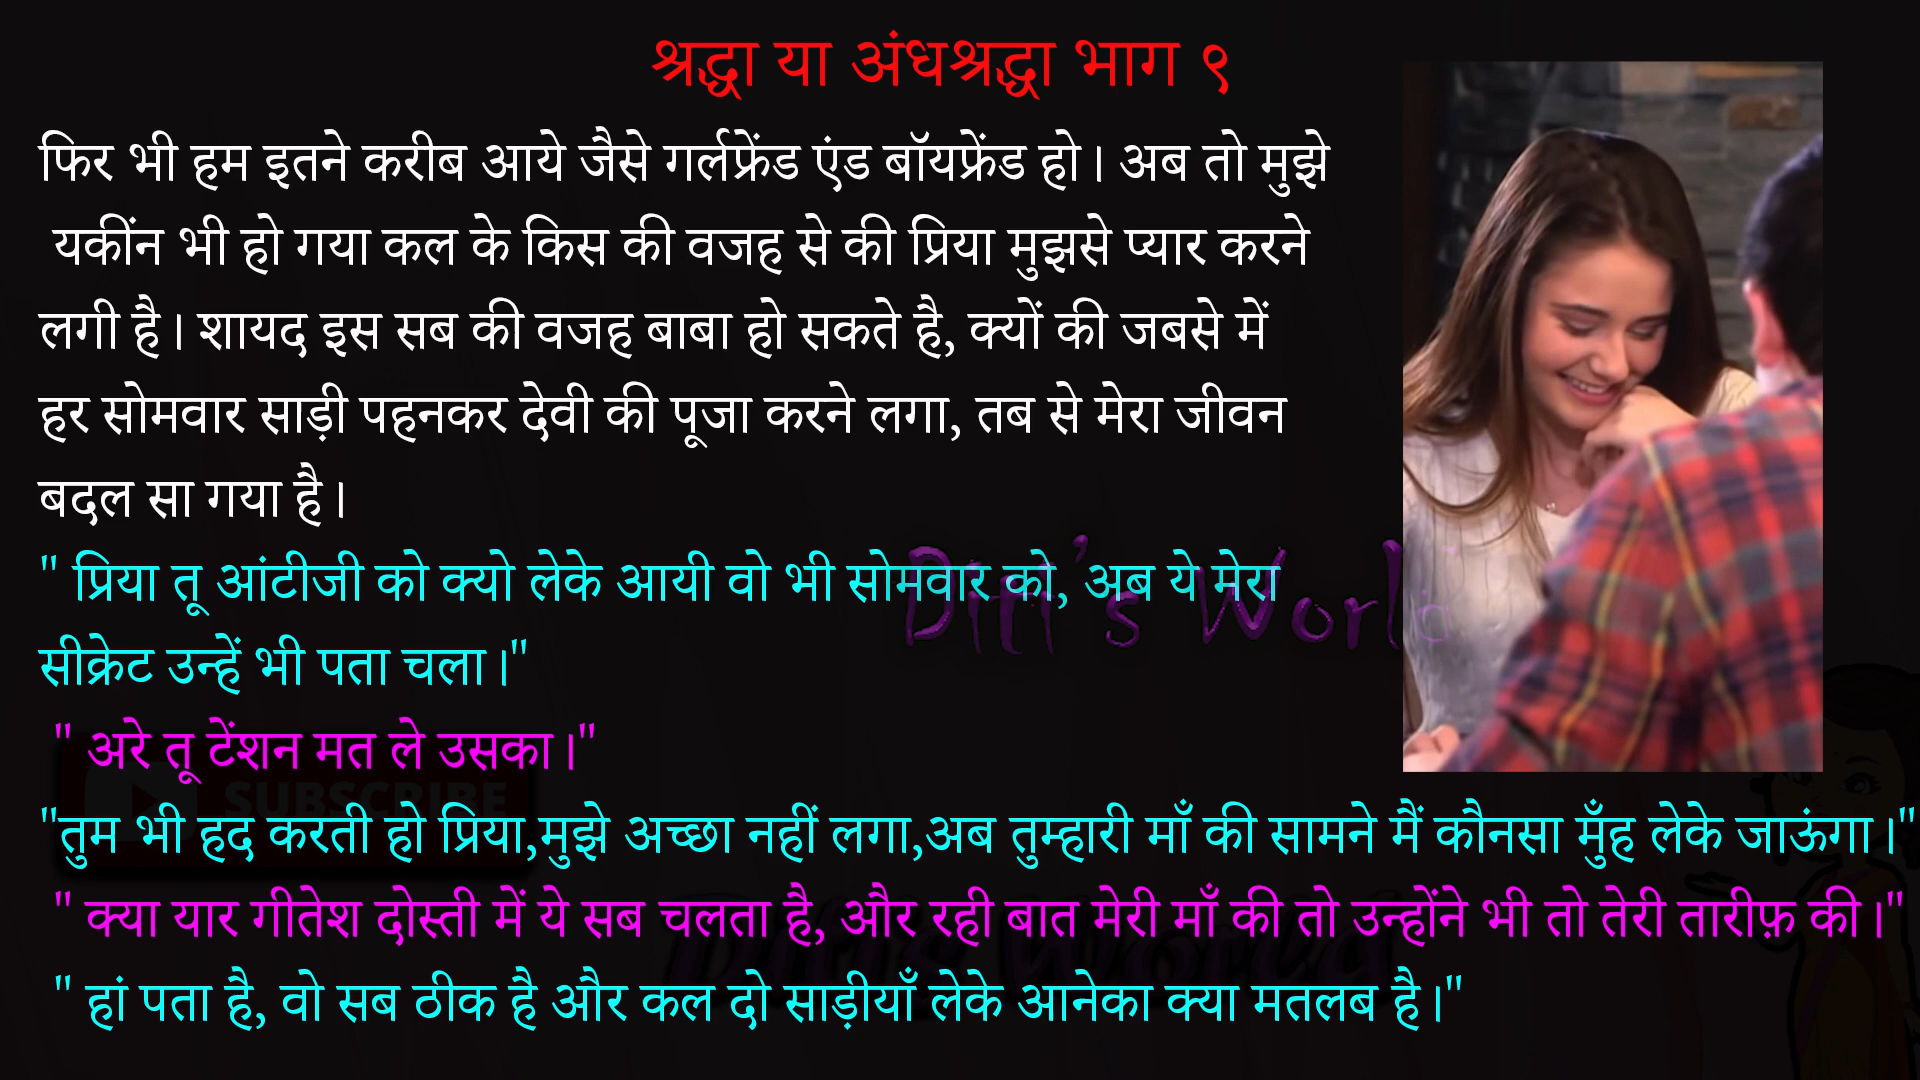 श्रद्धा या अंधश्रद्धा भाग ९
फिर भी हम इतने करीब आये जैसे गर्लफ्रेंड एंड बॉयफ्रेंड हो। अब तो मुझे
यकींन भी हो गया कल के किस की वजह से की प्रिया मुझसे प्यार करने
लगी है। शायद इस सब की वजह बाबा हो सकते है, क्यों की जबसे में
हर सोमवार साड़ी पहनकर देवी की पूजा करने लगा, तब से मेरा जीवन
बदल सा गया है।
" प्रिया तू आंटीजी को क्यो लेके आयी वो भी सोमवार को, अब ये मेरा
सीक्रेट उन्हें भी पता चला।"
" अरे तू टेंशन मत ले उसका।"
"तुम भी हद करती हो प्रिया,मुझे अच्छा नहीं लगा,अब तुम्हारी माँ की सामने मैं कौनसा मुँह लेके जाऊंगा।"
" क्या यार गीतेश दोस्ती में ये सब चलता है, और रही बात मेरी माँ की तो उन्होंने भी तो तेरी तारीफ़ की।"
" हां पता है, वो सब ठीक है और कल दो साड़ीयाँ लेके आनेका क्या मतलब है।"
SUBSCRIBE